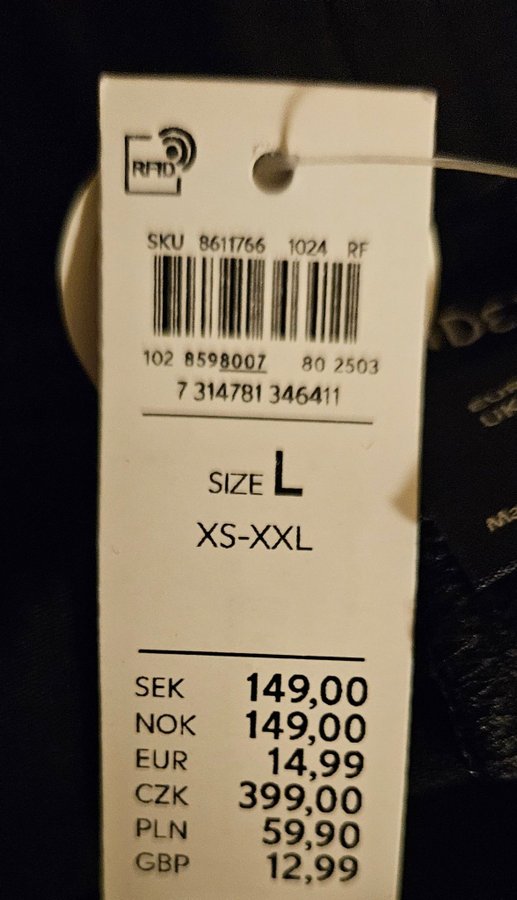 RFID
SKU 8611766 1024 RF
102 8598007 80 2503
7 314781 346411
SIZE L
XS-XXL
SEK 149,00
NOK 149,00
EUR 14,99
CZK 399,00
PLN 59,90
GBP 12,99
UK